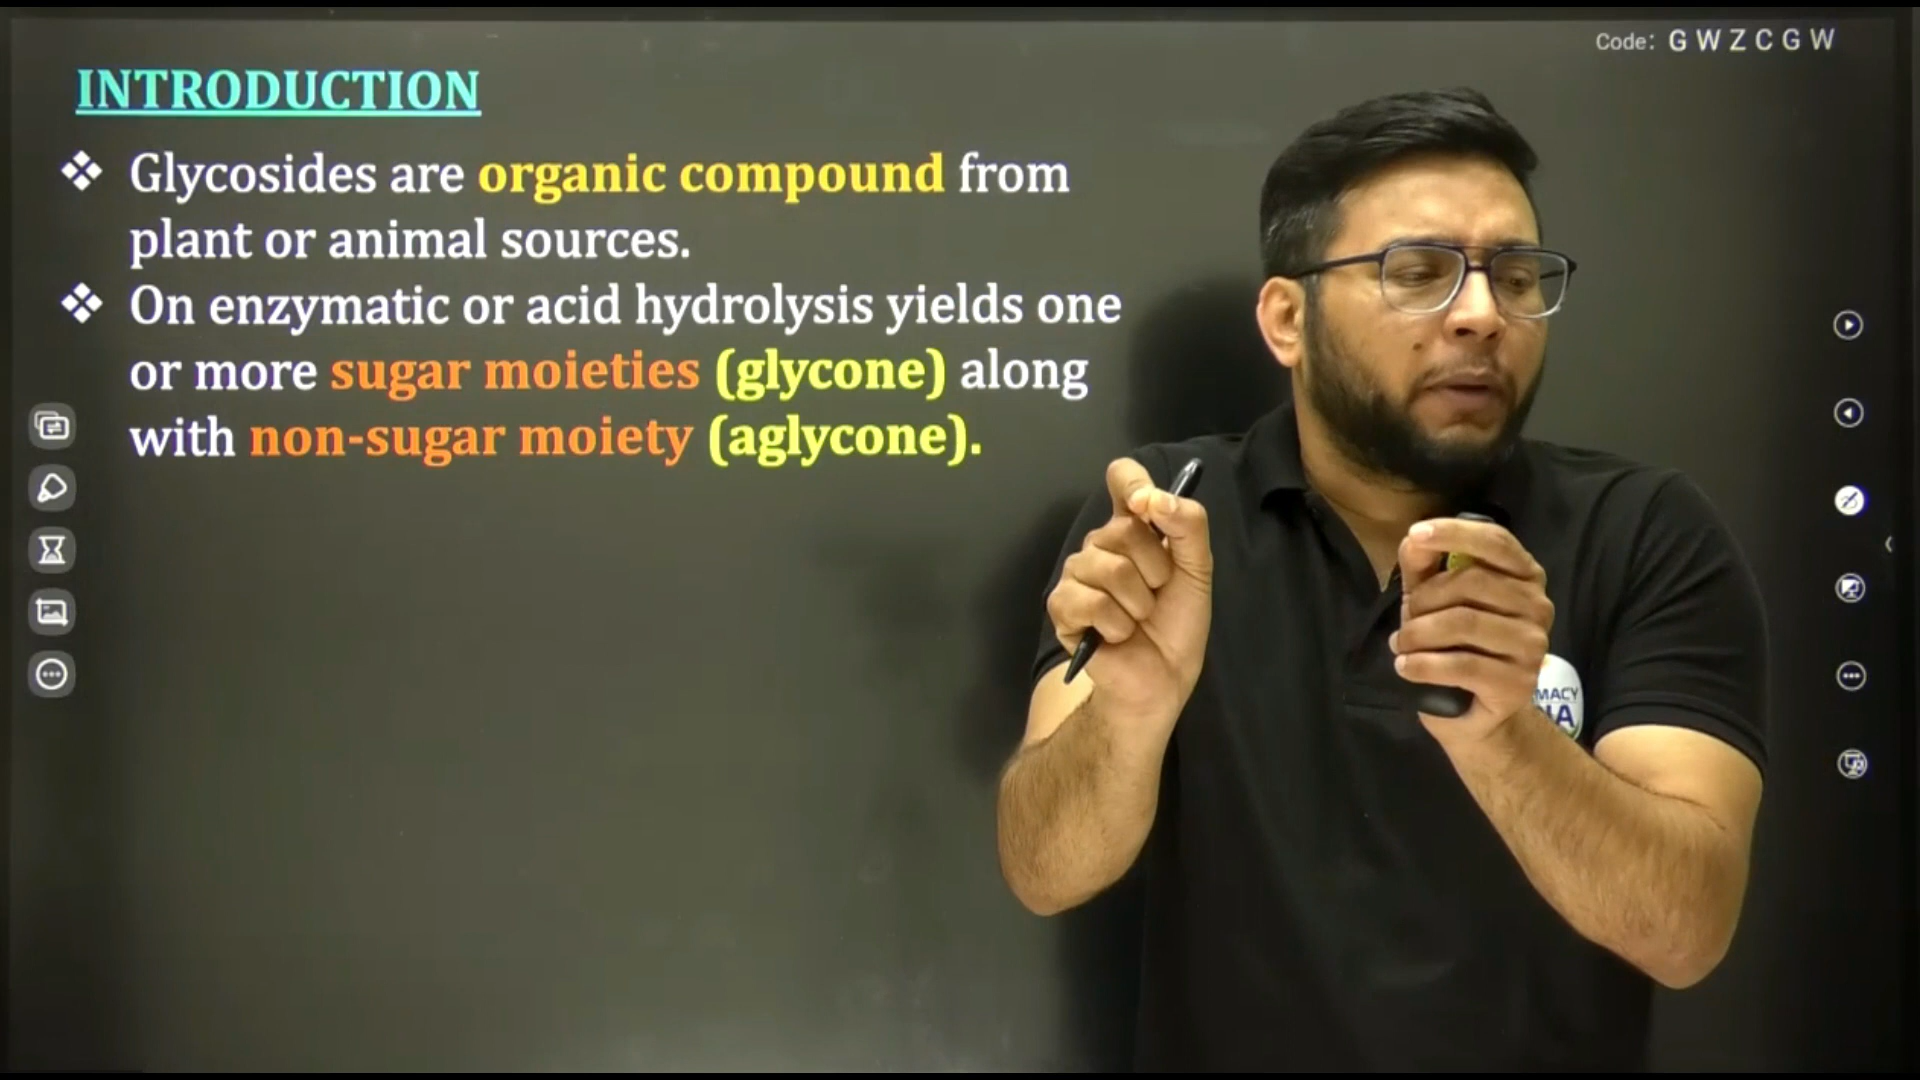 Code: G W Z C G W
INTRODUCTION
❖ Glycosides are organic compound from
plant or animal sources.
❖ On enzymatic or acid hydrolysis yields one
or more sugar moieties (glycone) along
with non-sugar moiety (aglycone).
MACY